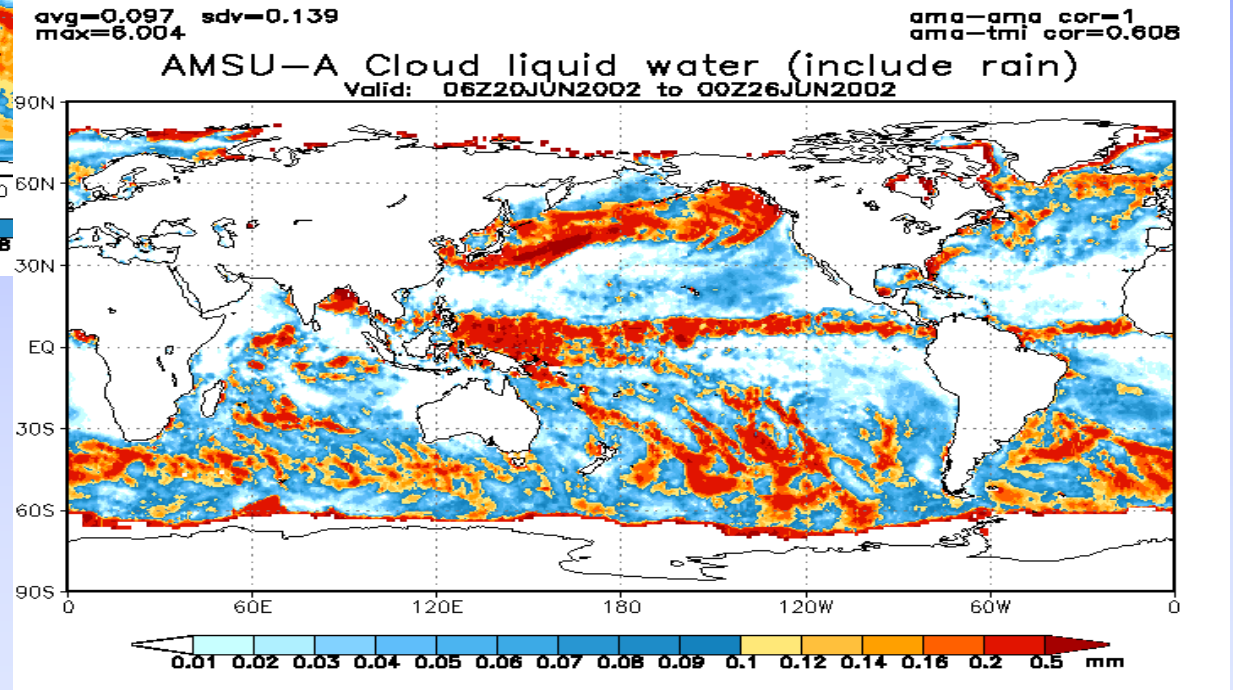 avg=0.097 sdv=0.139
max=6.004
ama-ama cor=1
ama-tmi cor=0.608
AMSU-A Cloud liquid water (include rain)
Valid: 06Z20JUN2002 to 00Z26JUN2002
90N
60N
30N
EQ
30S
60S
90S
0 60E 120E 180 120W 60W 0
0.01 0.02 0.03 0.04 0.05 0.06 0.07 0.08 0.09 0.1 0.12 0.14 0.16 0.2 0.5 mm